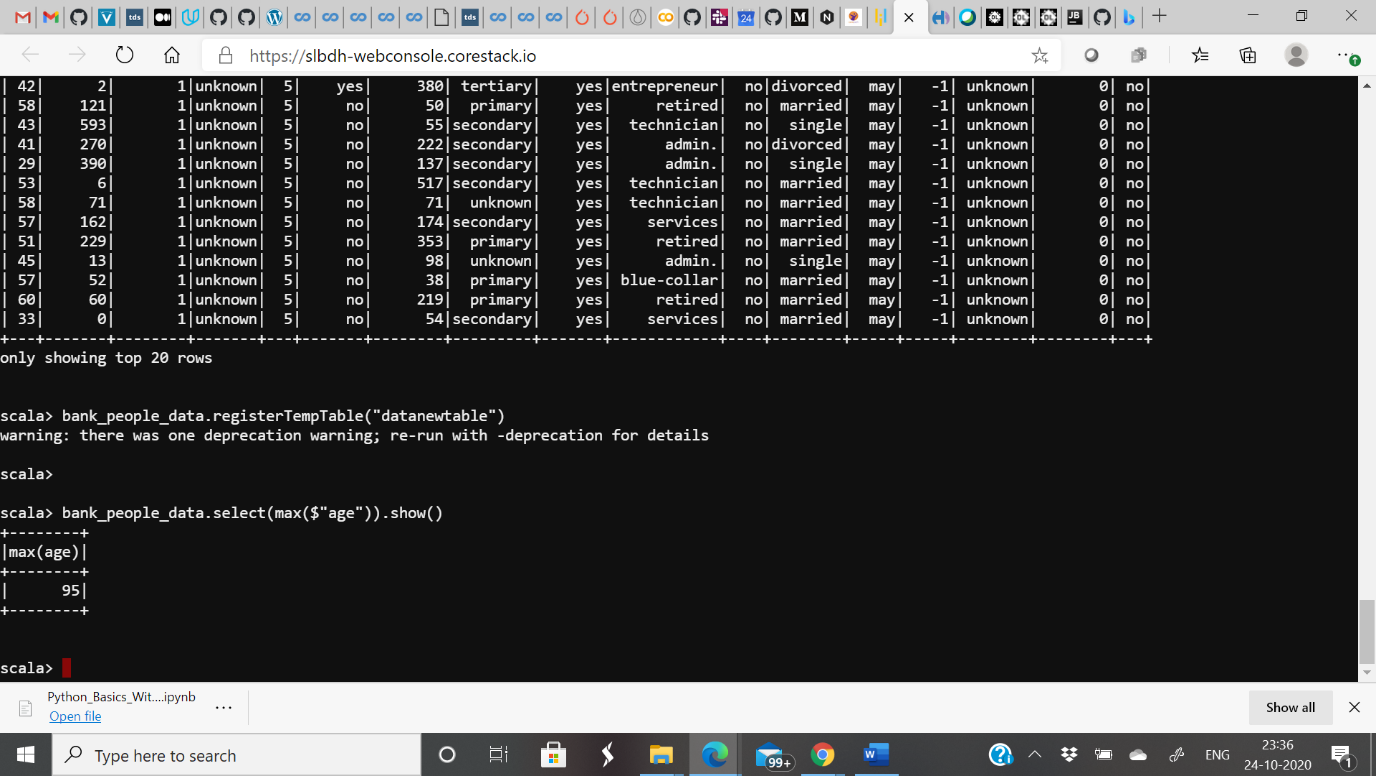 tds
24
tds
M
N
OL
OL
JB
https://slbdh-webconsole.corestack.io
| 42|      2|       1|unknown|  5|    yes|     380| tertiary|    yes|entrepreneur|  no|divorced|  may|   -1| unknown|       0| no|
| 58|    121|       1|unknown|  5|     no|      50|  primary|    yes|     retired|  no| married|  may|   -1| unknown|       0| no|
| 43|    593|       1|unknown|  5|     no|      55|secondary|    yes|  technician|  no|  single|  may|   -1| unknown|       0| no|
| 41|    270|       1|unknown|  5|     no|     222|secondary|    yes|      admin.|  no|divorced|  may|   -1| unknown|       0| no|
| 29|    390|       1|unknown|  5|     no|     137|secondary|    yes|      admin.|  no|  single|  may|   -1| unknown|       0| no|
| 53|      6|       1|unknown|  5|     no|     517|secondary|    yes|  technician|  no| married|  may|   -1| unknown|       0| no|
| 58|     71|       1|unknown|  5|     no|      71|  unknown|    yes|  technician|  no| married|  may|   -1| unknown|       0| no|
| 57|    162|       1|unknown|  5|     no|     174|secondary|    yes|    services|  no| married|  may|   -1| unknown|       0| no|
| 51|    229|       1|unknown|  5|     no|     353|  primary|    yes|     retired|  no| married|  may|   -1| unknown|       0| no|
| 45|     13|       1|unknown|  5|     no|      98|  unknown|    yes|      admin.|  no|  single|  may|   -1| unknown|       0| no|
| 57|     52|       1|unknown|  5|     no|      38|  primary|    yes| blue-collar|  no| married|  may|   -1| unknown|       0| no|
| 60|     60|       1|unknown|  5|     no|     219|  primary|    yes|     retired|  no| married|  may|   -1| unknown|       0| no|
| 33|      0|       1|unknown|  5|     no|      54|secondary|    yes|    services|  no| married|  may|   -1| unknown|       0| no|
+---+-------+--------+-------+---+-------+--------+---------+-------+------------+----+--------+-----+-----+--------+--------+---+
only showing top 20 rows
scala> bank_people_data.registerTempTable("datanewtable")
warning: there was one deprecation warning; re-run with -deprecation for details
scala>
scala> bank_people_data.select(max($"age")).show()
+--------+
|max(age)|
+--------+
|      95|
+--------+
scala>
Python_Basics_Wit....ipynb
Open file
Show all
Type here to search
99+
W
ENG
23:36
24-10-2020
1